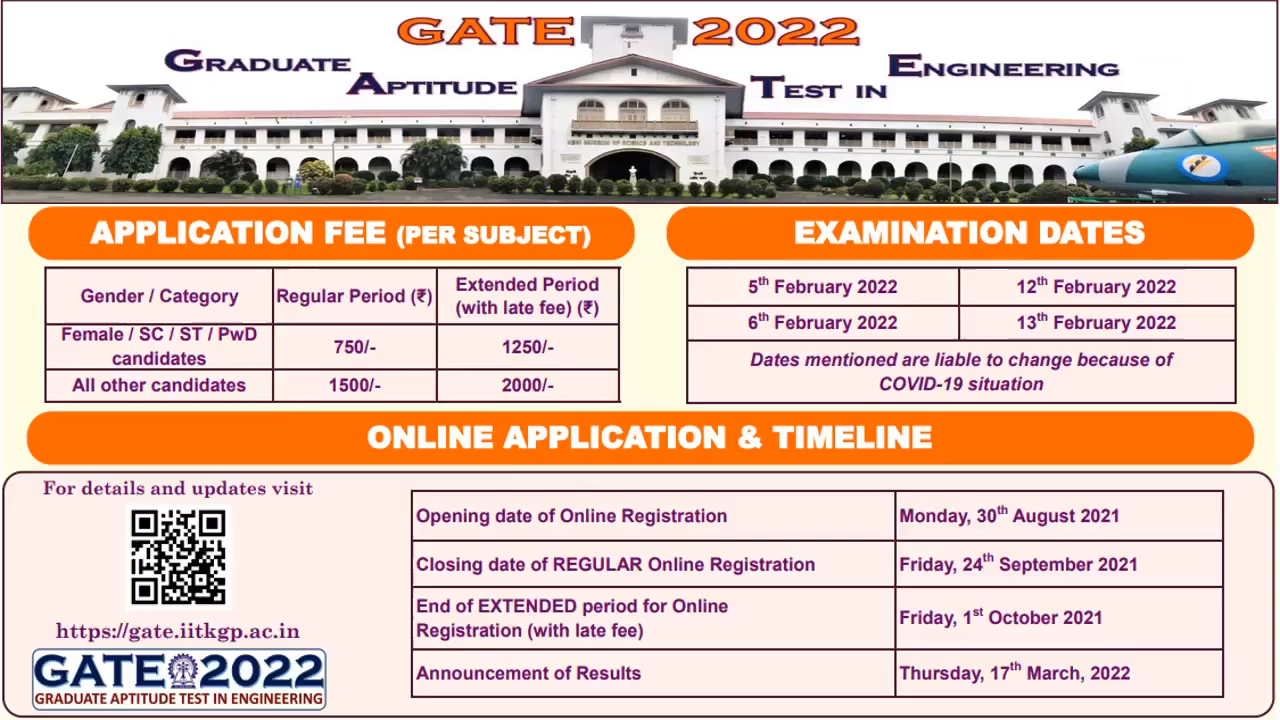 GATE 2022
GRADUATE
APTITUDE
TEST IN
ENGINEERING
NEHRU MUSEUM OF SCIENCE AND TECHNOLOGY
APPLICATION FEE (PER SUBJECT)
Gender / Category
Regular Period (₹)
Extended Period
(with late fee) (₹)
Female / SC / ST / PwD
candidates
750/-
1250/-
All other candidates
1500/-
2000/-
EXAMINATION DATES
5th February 2022
12th February 2022
6th February 2022
13th February 2022
Dates mentioned are liable to change because of
COVID-19 situation
ONLINE APPLICATION & TIMELINE
For details and updates visit
https://gate.iitkgp.ac.in
GATE 2022
GRADUATE APTITUDE TEST IN ENGINEERING
Opening date of Online Registration
Monday, 30th August 2021
Closing date of REGULAR Online Registration
Friday, 24th September 2021
End of EXTENDED period for Online
Registration (with late fee)
Friday, 1st October 2021
Announcement of Results
Thursday, 17th March, 2022